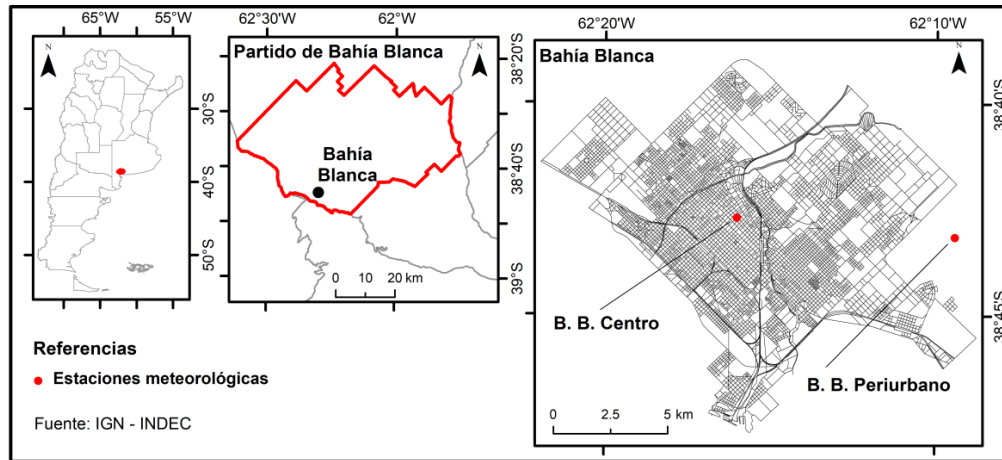 65°W 55°W
N
30°S
40°S
50°S
62°30'W 62°W
Partido de Bahía Blanca
N
Bahía
Blanca
0 10 20 km
38°20'S
38°40'S
39°S
62°20'W 62°10'W
Bahía Blanca
N
B. B. Centro
B. B. Periurbano
0 2.5 5 km
38°40'S
38°45'S
Referencias
Estaciones meteorológicas
Fuente: IGN - INDEC